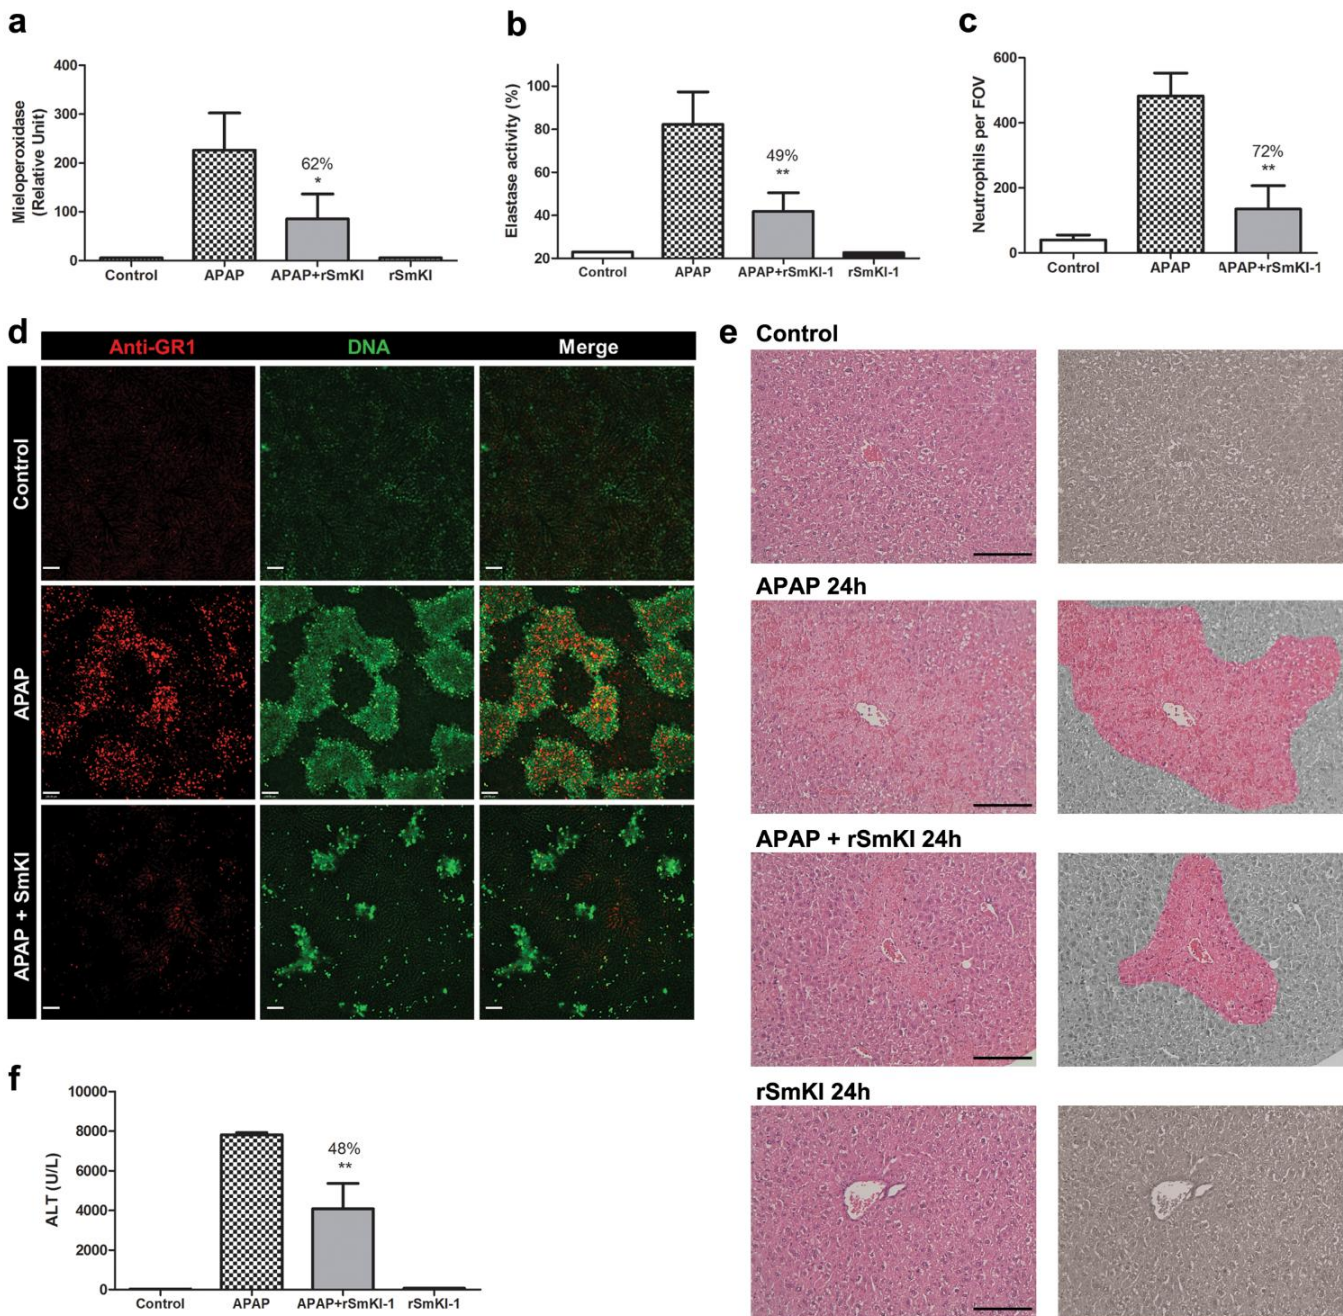 a
Mieloperoxidase
(Relative Unit)
400
300
200
100
0
62%
*
Control APAP APAP+rSmKI rSmKI
b
Elastase activity (%)
100
80
60
40
20
49%
**
Control APAP APAP+rSmKI-1 rSmKI-1
c
Neutrophils per FOV
600
400
200
0
72%
**
Control APAP APAP+rSmKI-1
d
Anti-GR1 DNA Merge
Control
APAP
APAP + SmKI
e
Control
APAP 24h
APAP + rSmKI 24h
rSmKI 24h
f
ALT (U/L)
10000
8000
6000
4000
2000
0
48%
**
Control APAP APAP+rSmKI-1 rSmKI-1